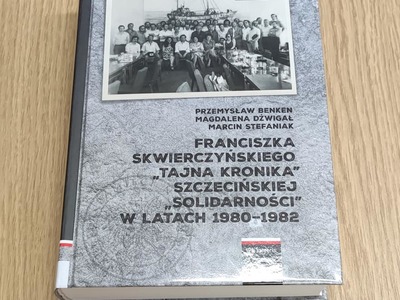 PRZEMYSŁAW BENKEN
MAGDALENA DŹWIGAŁ
MARCIN STEFANIAK
FRANCISZKA
SKWIERCZYŃSKIEGO
„TAJNA KRONIKA”
SZCZECIŃSKIEJ
„SOLIDARNOŚCI”
W LATACH 1980–1982